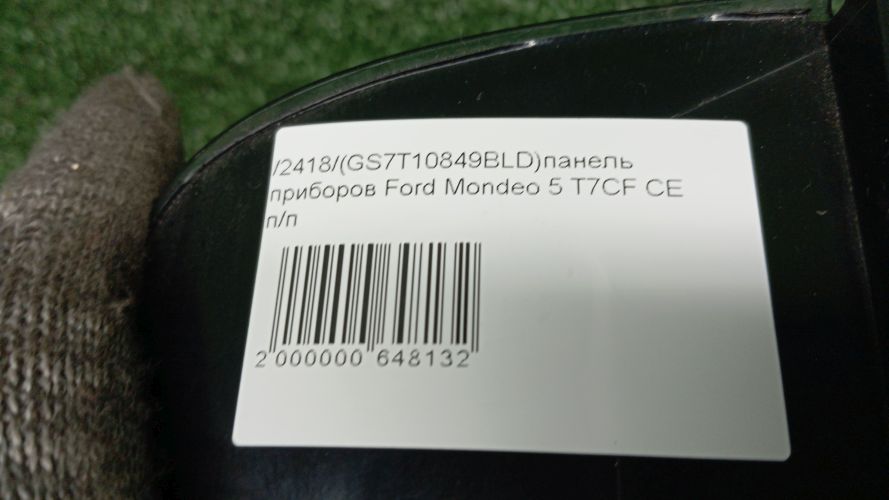 /2418/(GS7T10849BLD)панель
приборов Ford Mondeo 5 T7CF CE
п/п
2 000000 648132